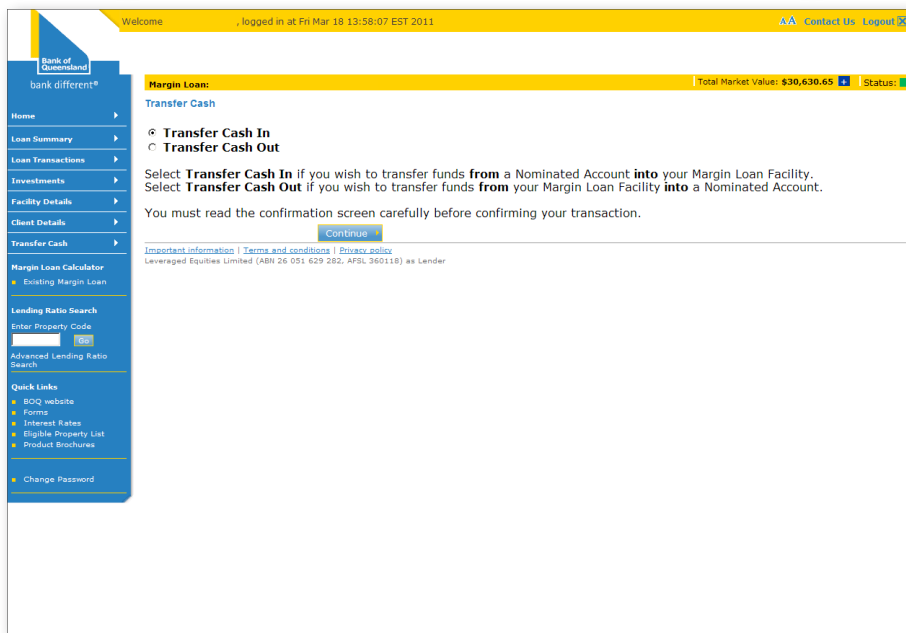 Welcome , logged in at Fri Mar 18 13:58:07 EST 2011
AA Contact Us Logout
Bank of
Queensland
bank different®
Margin Loan:
Total Market Value: $30,630.65 + Status:
Transfer Cash
Home
Loan Summary
Loan Transactions
Investments
Facility Details
Client Details
Transfer Cash
Margin Loan Calculator
Existing Margin Loan
Lending Ratio Search
Enter Property Code
Go
Advanced Lending Ratio
Search
Quick Links
BOQ website
Forms
Interest Rates
Eligible Property List
Product Brochures
Change Password
Transfer Cash In
Transfer Cash Out
Select Transfer Cash In if you wish to transfer funds from a Nominated Account into your Margin Loan Facility.
Select Transfer Cash Out if you wish to transfer funds from your Margin Loan Facility into a Nominated Account.
You must read the confirmation screen carefully before confirming your transaction.
Continue
Important information | Terms and conditions | Privacy policy
Leveraged Equities Limited (ABN 26 051 629 282, AFSL 360118) as Lender